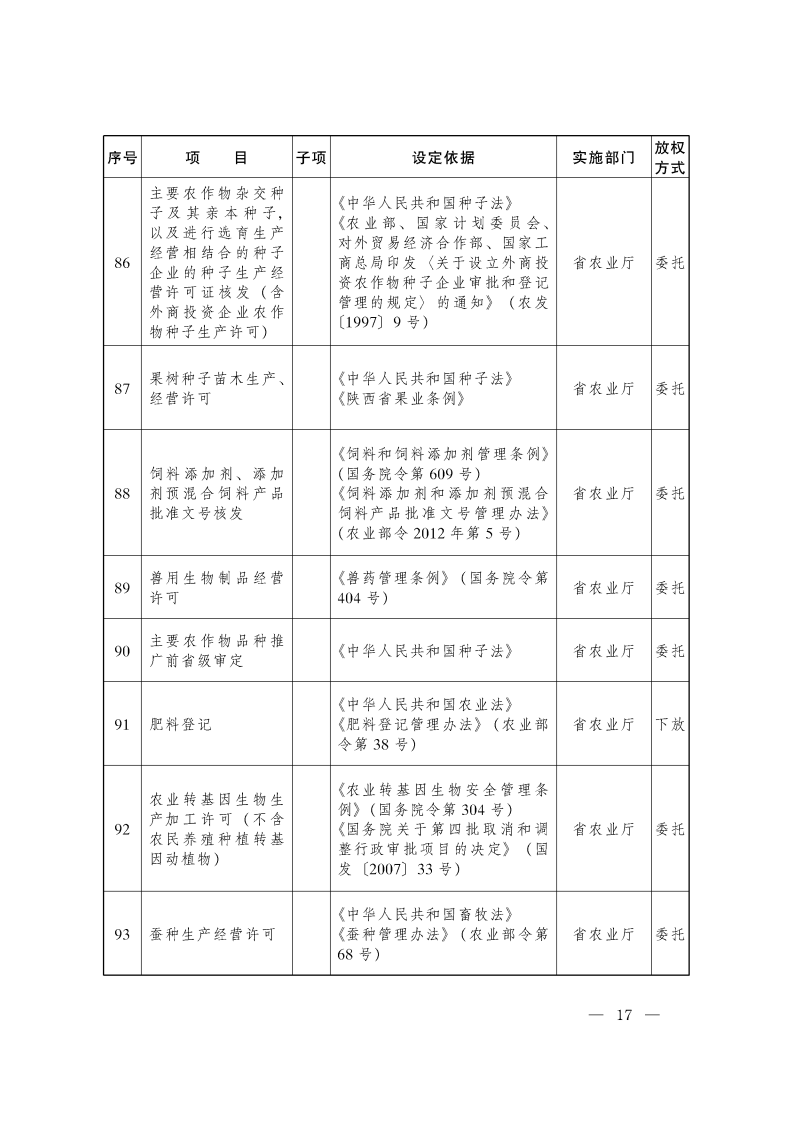 序号 项 目 子项 设定依据 实施部门 放权方式
86
主要农作物杂交种
子及其亲本种子，
以及进行选育生产
经营相结合的种子
企业的种子生产经
营许可证核发（含
外商投资企业农作
物种子生产许可）
《中华人民共和国种子法》
《农业部、国家计划委员会、
对外贸易经济合作部、国家工
商总局印发〈关于设立外商投
资农作物种子企业审批和登记
管理的规定〉的通知》（农发
〔1997〕9 号）
省农业厅
委托
87
果树种子苗木生产、
经营许可
《中华人民共和国种子法》
《陕西省果业条例》
省农业厅
委托
88
饲料添加剂、添加
剂预混合饲料产品
批准文号核发
《饲料和饲料添加剂管理条例》
（国务院令第 609 号）
《饲料添加剂和添加剂预混合
饲料产品批准文号管理办法》
（农业部令 2012 年第 5 号）
省农业厅
委托
89
兽用生物制品经营
许可
《兽药管理条例》（国务院令第
404 号）
省农业厅
委托
90
主要农作物品种推
广前省级审定
《中华人民共和国种子法》
省农业厅
委托
91
肥料登记
《中华人民共和国农业法》
《肥料登记管理办法》（农业部
令第 38 号）
省农业厅
下放
92
农业转基因生物生
产加工许可（不含
农民养殖种植转基
因动植物）
《农业转基因生物安全管理条
例》（国务院令第 304 号）
《国务院关于第四批取消和调
整行政审批项目的决定》（国
发〔2007〕33 号）
省农业厅
委托
93
蚕种生产经营许可
《中华人民共和国畜牧法》
《蚕种管理办法》（农业部令第
68 号）
省农业厅
委托
— 17 —